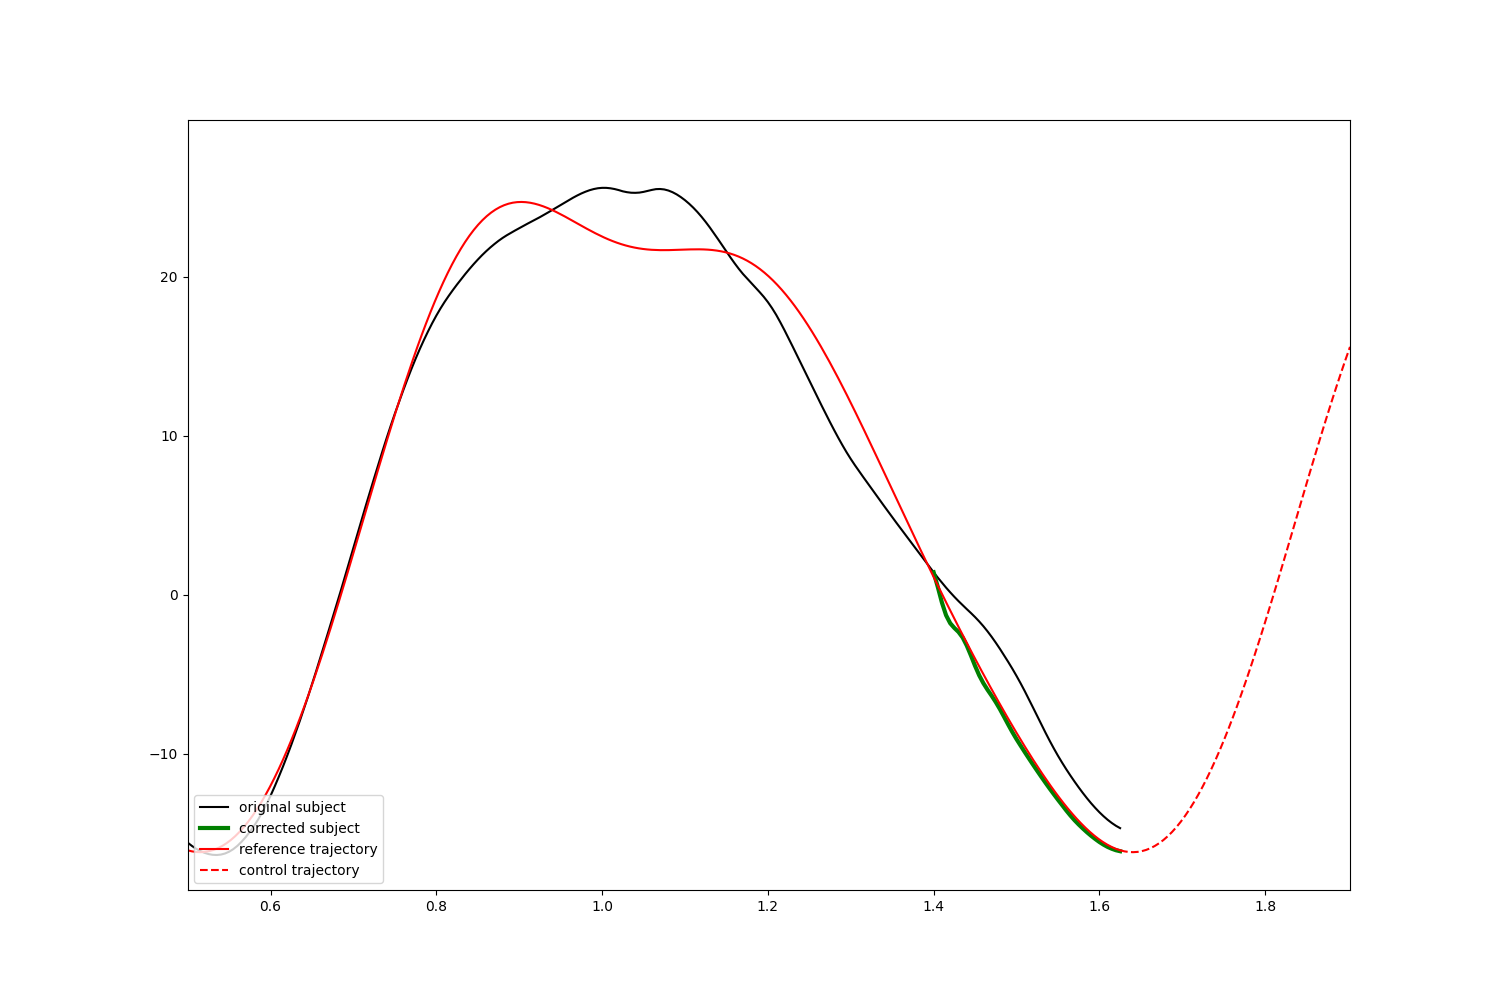 20
10
0
−10
original subject
corrected subject
reference trajectory
control trajectory
0.6 0.8 1.0 1.2 1.4 1.6 1.8